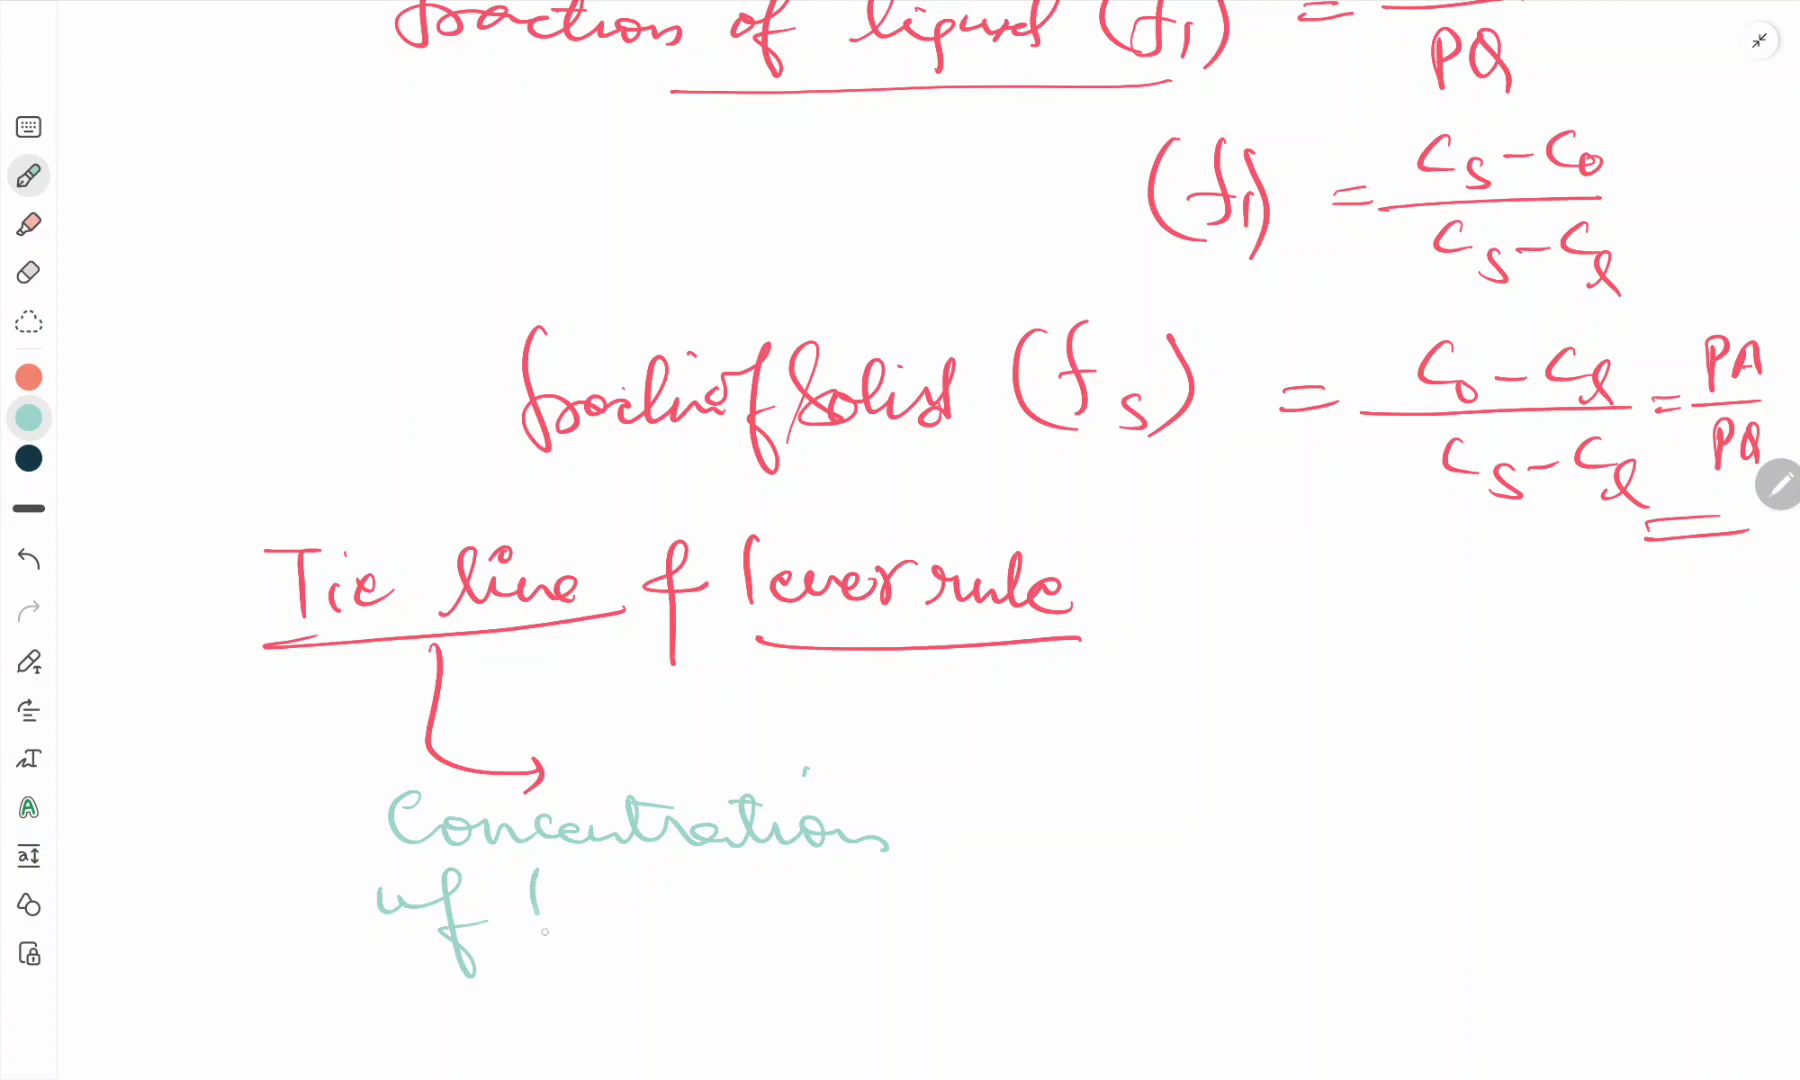 fraction of liquid (fl) =
PQ
(fl) = Cs - Co / Cs - Cl
fraction of Solid (fs) = Co - Cl / Cs - Cl = PA / PQ
Tie line & lever rule
Concentration
of l